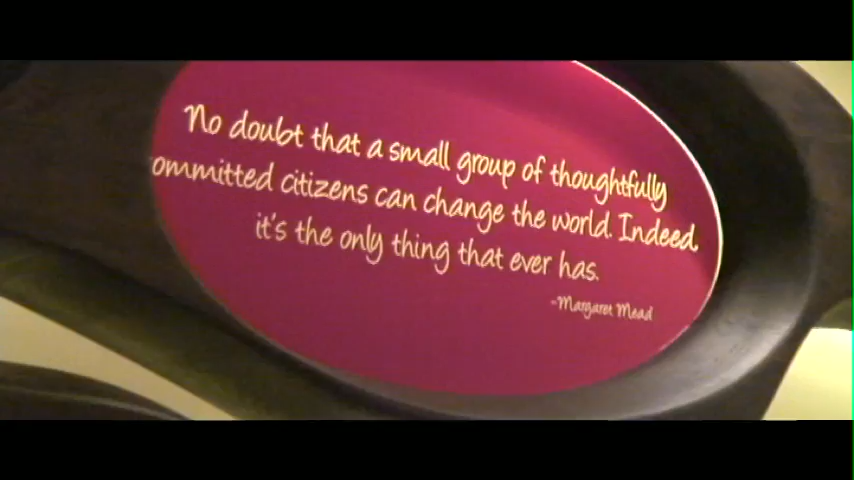 No doubt that a small group of thoughtfully
ommitted citizens can change the world. Indeed,
it's the only thing that ever has.
-Margaret Mead